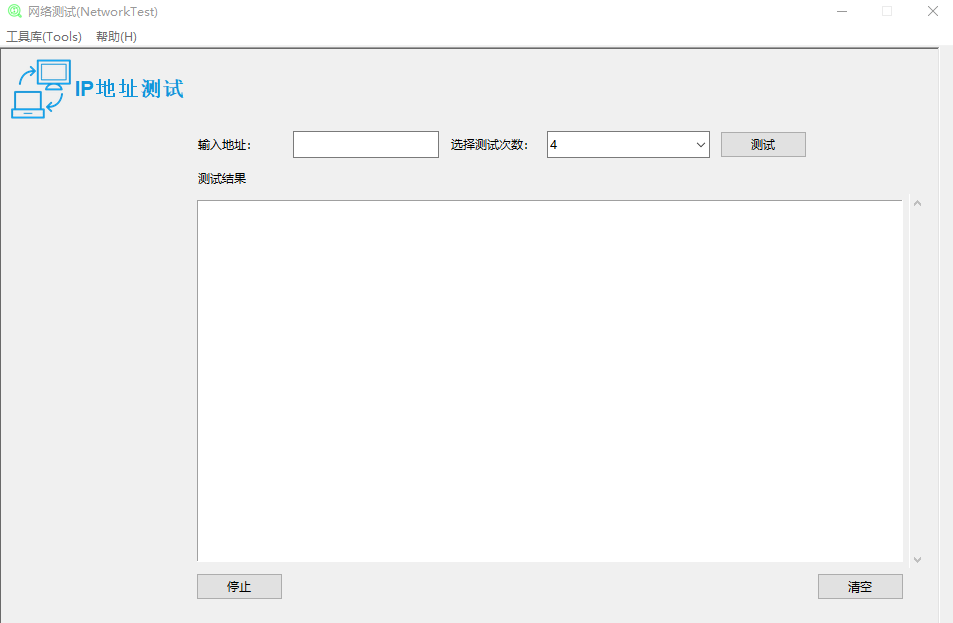 网络测试(NetworkTest)
工具库(Tools) 帮助(H)
IP地址测试
输入地址: 选择测试次数: 4 测试
测试结果
停止 清空